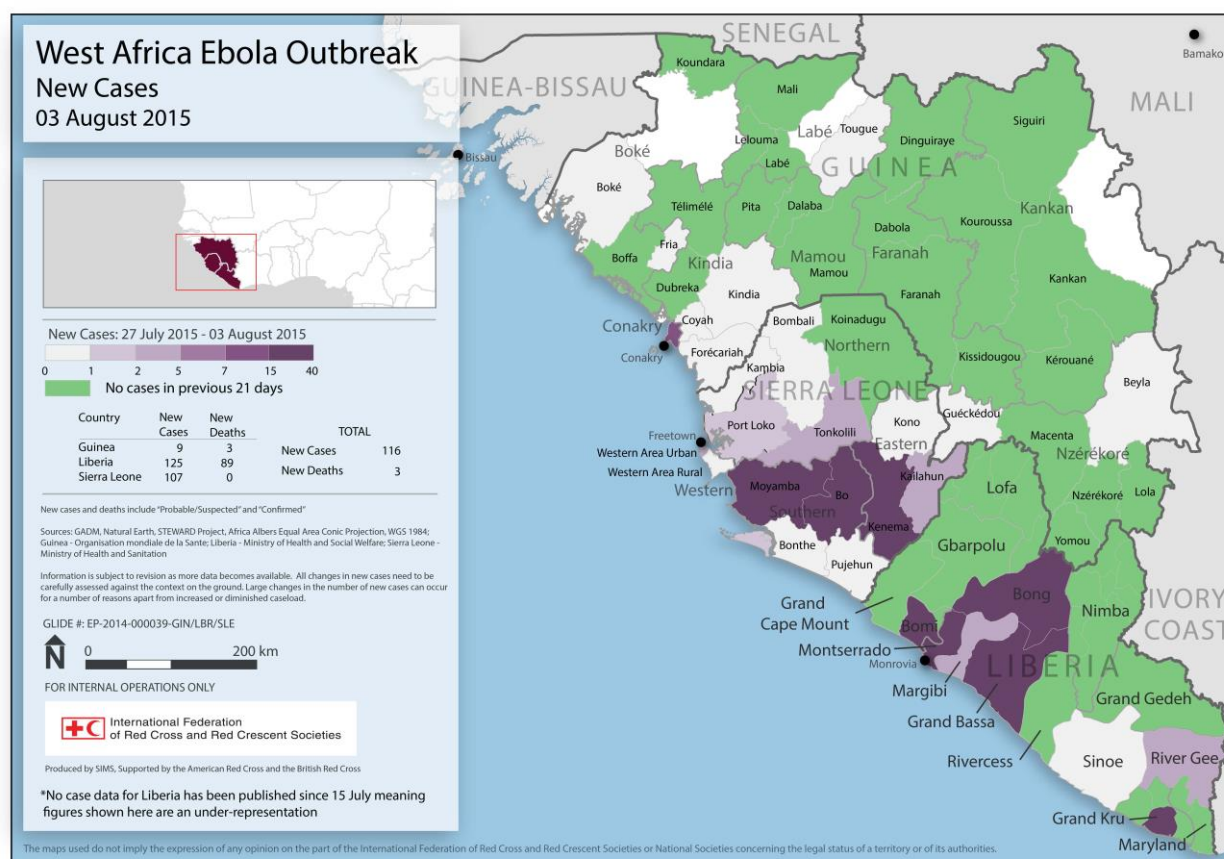 West Africa Ebola Outbreak
New Cases
03 August 2015
New Cases: 27 July 2015 - 03 August 2015
0 1 2 5 7 15 40
No cases in previous 21 days
Country New Cases New Deaths
Guinea 9 3
Liberia 125 89
Sierra Leone 107 0
TOTAL
New Cases 116
New Deaths 3
New cases and deaths include "Probable/Suspected" and "Confirmed"
Sources: GADM, Natural Earth, STEWARD Project, Africa Albers Equal Area Conic Projection, WGS 1984;
Guinea - Organisation mondiale de la Sante; Liberia - Ministry of Health and Social Welfare; Sierra Leone -
Ministry of Health and Sanitation
Information is subject to revision as more data becomes available. All changes in new cases need to be
carefully assessed against the context on the ground. Large changes in the number of new cases can occur
for a number of reasons apart from increased or diminished caseload.
GLIDE #: EP-2014-000039-GIN/LBR/SLE
N
0 200 km
FOR INTERNAL OPERATIONS ONLY
International Federation
of Red Cross and Red Crescent Societies
Produced by SIMS, Supported by the American Red Cross and the British Red Cross
*No case data for Liberia has been published since 15 July meaning
figures shown here are an under-representation
SENEGAL
Bamako
GUINEA-BISSAU
MALI
Bissau
Koundara
Mali
Siguiri
Boké
Lelouma
Labé
Tougue
Dinguiraye
Labé
GUINEA
Boké
Télimélé
Pita
Dalaba
Kouroussa
Kankan
Dabola
Fria
Boffa
Kindia
Mamou
Mamou
Faranah
Kankan
Dubreka
Kindia
Faranah
Conakry
Coyah
Bombali
Koinadugu
Conakry
Forécariah
Northern
Kissidougou
Kérouané
Kambia
Beyla
SIERRA LEONE
Guéckédou
Port Loko
Kono
Freetown
Tonkolili
Eastern
Macenta
Western Area Urban
Nzérékoré
Western Area Rural
Kailahun
Western
Moyamba
Bo
Lofa
Nzérékoré
Lola
Southern
Kenema
Bonthe
Gbarpolu
Yomou
Pujehun
Bong
Nimba
IVORY
COAST
Grand
Cape Mount
Bomi
Montserrado
Monrovia
LIBERIA
Margibi
Grand Gedeh
Grand Bassa
Rivercess
Sinoe
River Gee
Grand Kru
Maryland
The maps used do not imply the expression of any opinion on the part of the International Federation of Red Cross and Red Crescent Societies or National Societies concerning the legal status of a territory or of its authorities.